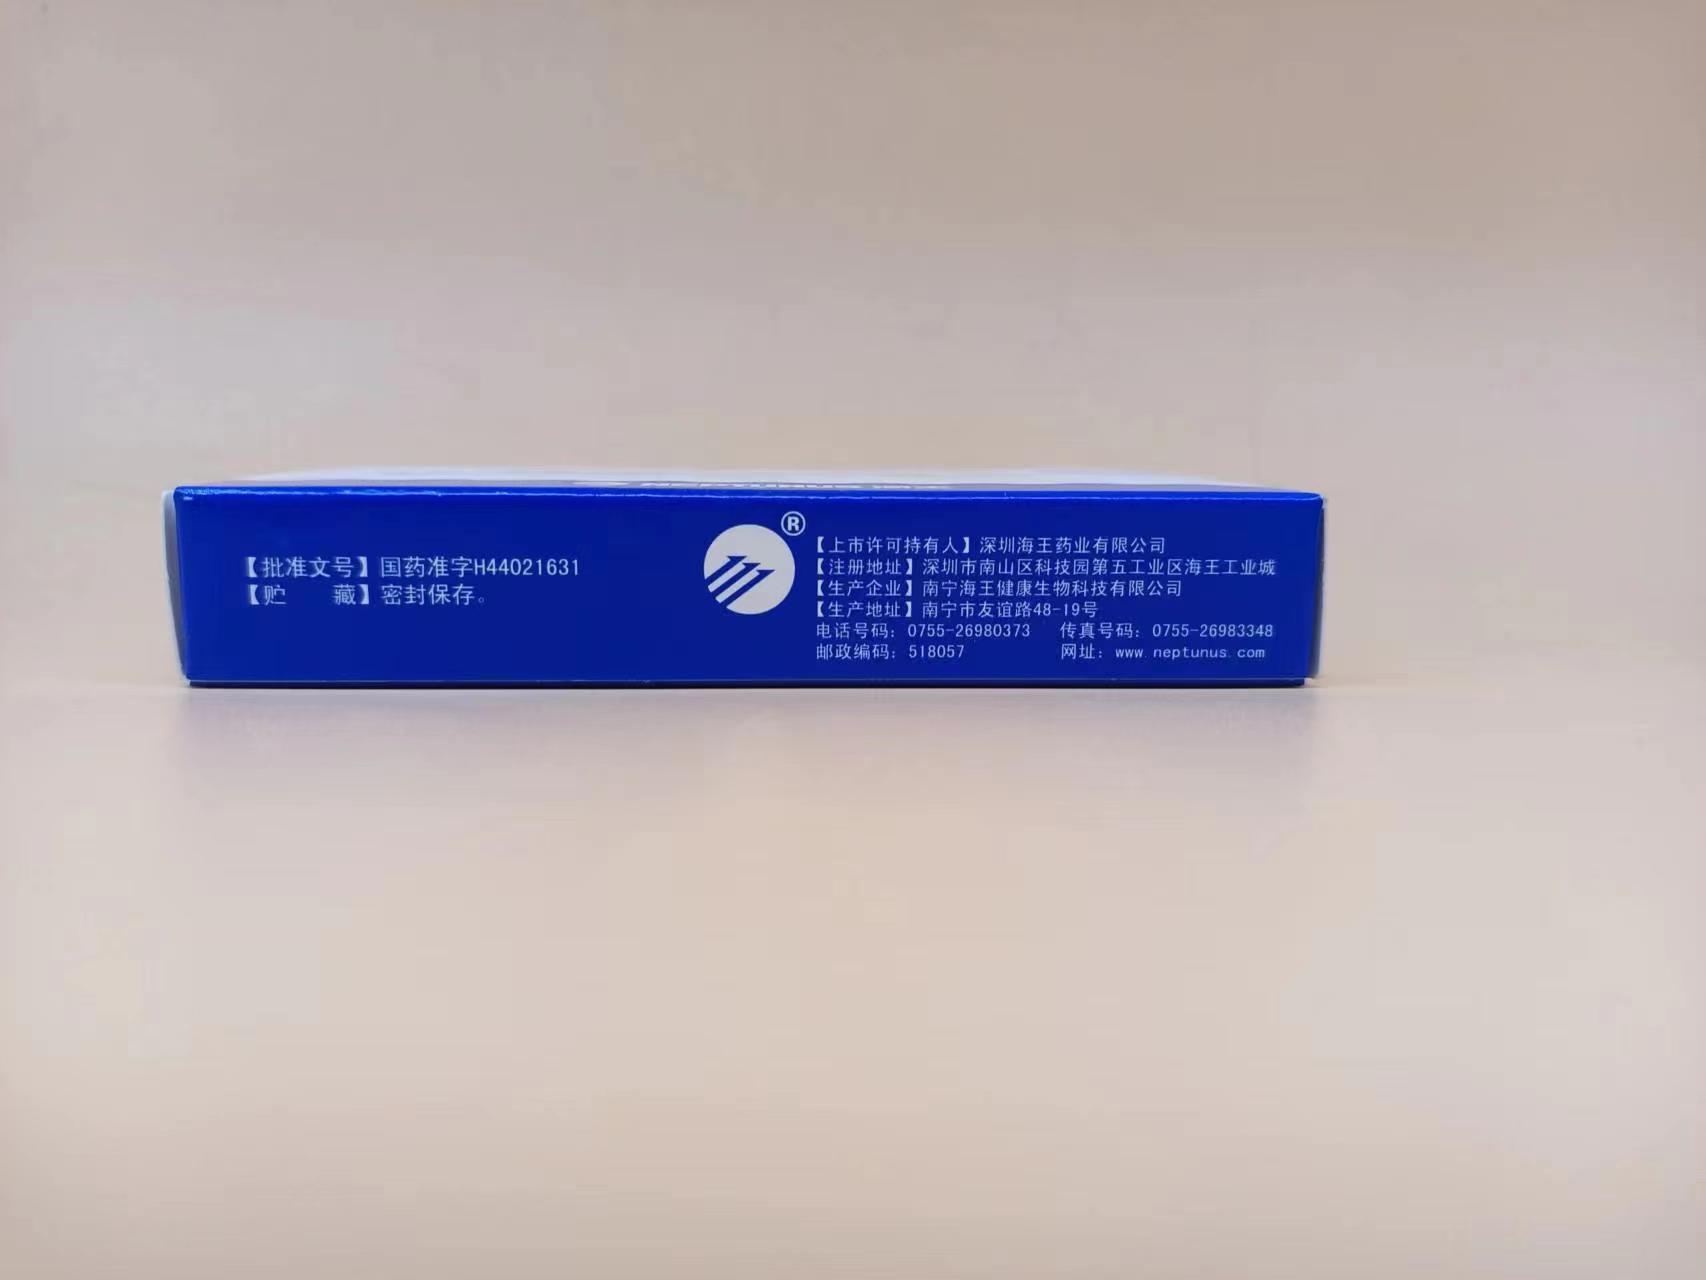 【批准文号】国药准字H44021631
【贮 藏】密封保存。
®
【上市许可持有人】深圳海王药业有限公司
【注册地址】深圳市南山区科技园第五工业区海王工业城
【生产企业】南宁海王健康生物科技有限公司
【生产地址】南宁市友谊路48-19号
电话号码：0755-26980373 传真号码：0755-26983348
邮政编码：518057 网址：www.neptunus.com